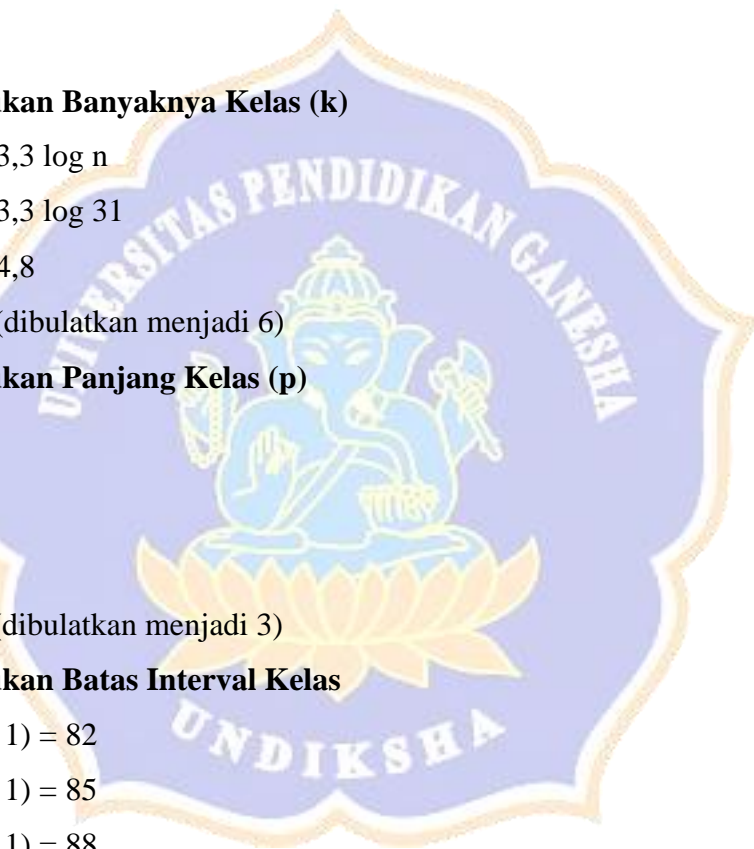 kan Banyaknya Kelas (k)
3,3 log n
3,3 log 31
4,8
(dibulatkan menjadi 6)
kan Panjang Kelas (p)
(dibulatkan menjadi 3)
kan Batas Interval Kelas
1) = 82
1) = 85
1) = 88
UNIVERSITAS PENDIDIKAN GANESHA
UNDIKSHA